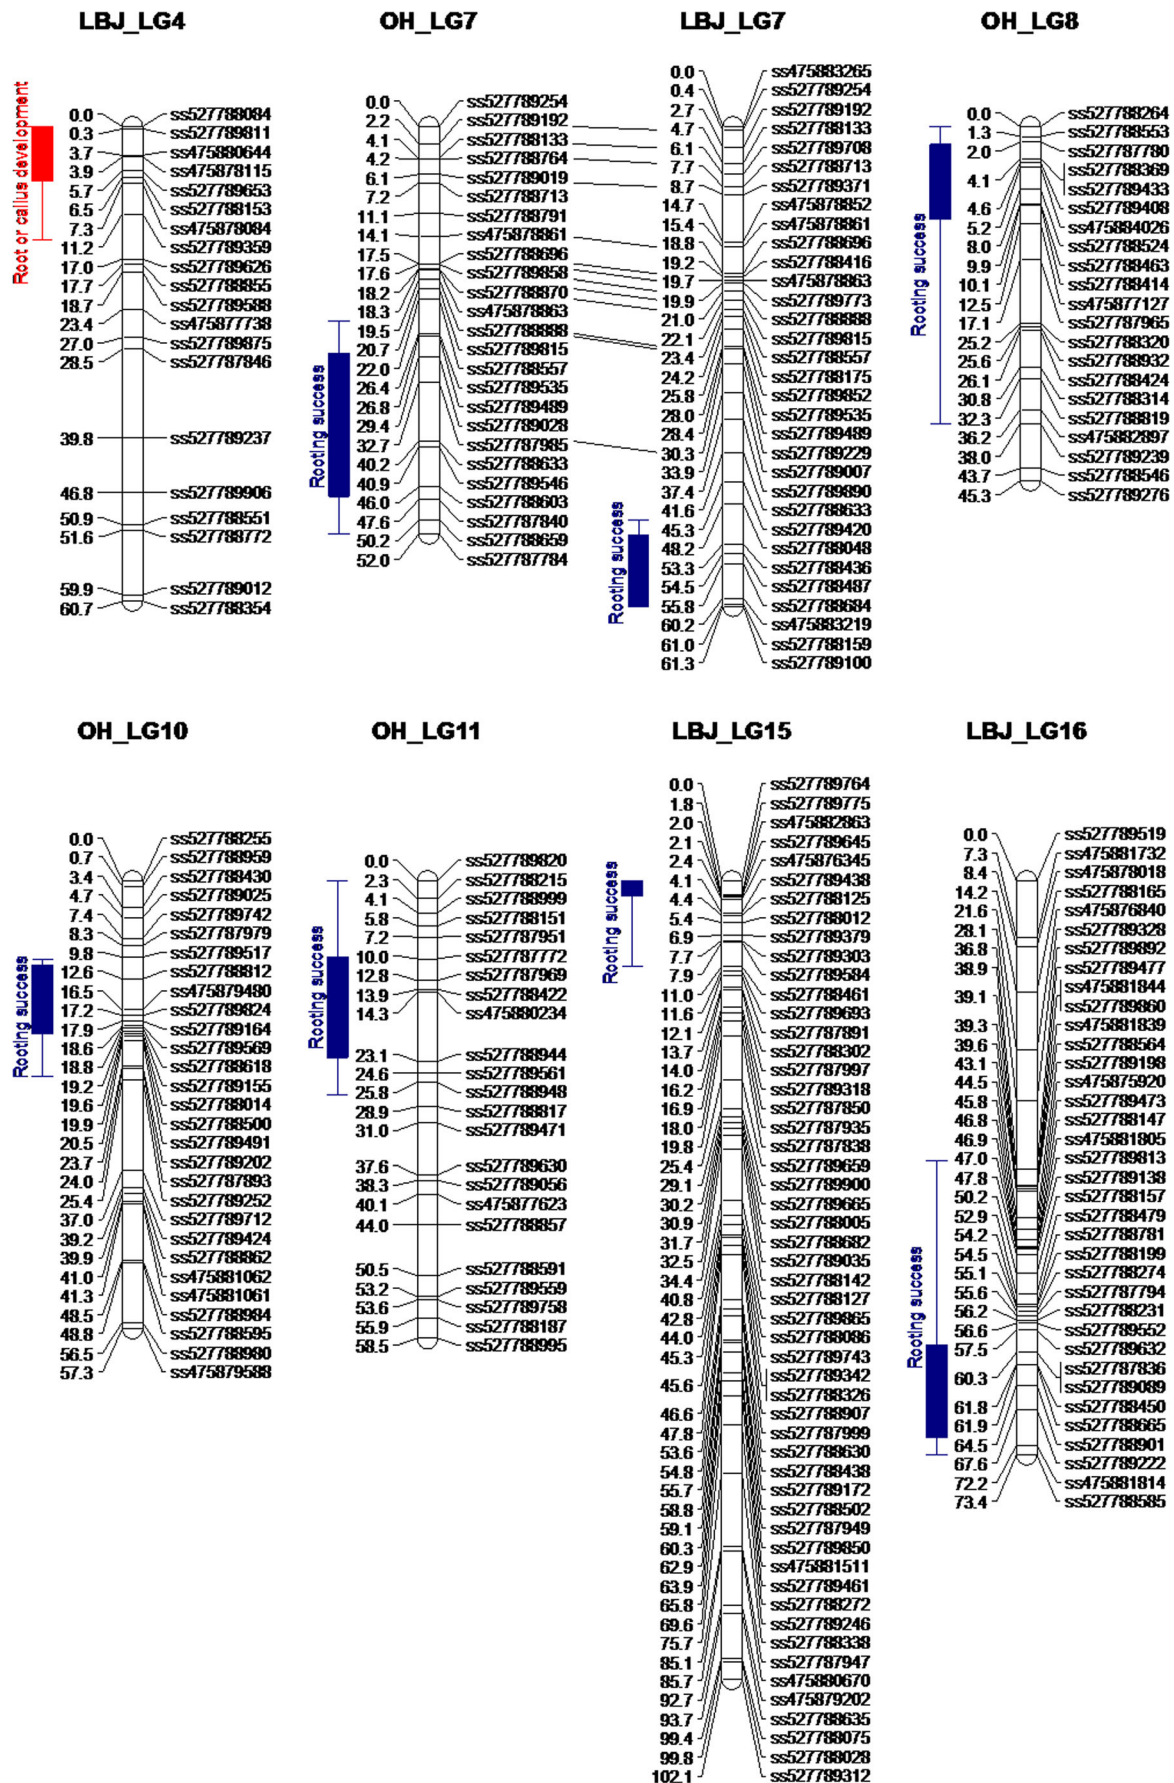 LBJ_LG4
Root or callus development
0.0 ss527788084
0.3 ss527789811
3.7 ss475880644
3.9 ss475878115
5.7 ss527789653
6.5 ss527788153
7.3 ss475878084
11.2 ss527789359
17.0 ss527789626
17.7 ss527788855
18.7 ss527789588
23.4 ss475877738
27.0 ss527789875
28.5 ss527787846
39.8 ss527789237
46.8 ss527789906
50.9 ss527788551
51.6 ss527788772
59.9 ss527789012
60.7 ss527788354
OH_LG7
Rooting success
0.0 ss527789254
2.2 ss527789192
4.1 ss527788133
4.2 ss527788764
6.1 ss527789019
7.2 ss527788713
11.1 ss527788791
14.1 ss475878861
17.5 ss527788696
17.6 ss527789858
18.2 ss527788870
18.3 ss475878863
19.5 ss527788888
20.7 ss527789815
22.0 ss527788557
26.4 ss527789535
26.8 ss527789489
29.4 ss527789028
32.7 ss527787985
40.2 ss527788633
40.9 ss527789546
46.0 ss527788603
47.6 ss527787840
50.2 ss527788659
52.0 ss527787784
LBJ_LG7
Rooting success
0.0 ss475883265
0.4 ss527789254
2.7 ss527789192
4.7 ss527788133
6.1 ss527789708
7.7 ss527788713
8.7 ss527789371
14.7 ss475878852
15.4 ss475878861
18.8 ss527788696
19.2 ss527788416
19.7 ss475878863
19.9 ss527789773
21.0 ss527788888
22.1 ss527789815
23.4 ss527788557
24.2 ss527788175
25.8 ss527789852
28.0 ss527789535
28.4 ss527789489
30.3 ss527789229
33.9 ss527789007
37.4 ss527789890
41.6 ss527788633
45.3 ss527789420
48.2 ss527788048
53.3 ss527788436
54.5 ss527788487
55.8 ss527788684
60.2 ss475883219
61.0 ss527788159
61.3 ss527789100
OH_LG8
Rooting success
0.0 ss527788264
1.3 ss527788553
2.0 ss527787780
4.1 ss527788369
ss527789433
4.6 ss527789408
5.2 ss475884026
8.0 ss527788524
9.9 ss527788463
10.1 ss527788414
12.5 ss475877127
17.1 ss527787965
25.2 ss527788320
25.6 ss527788932
26.1 ss527788424
30.8 ss527788314
32.3 ss527788819
36.2 ss475882897
38.0 ss527789239
43.7 ss527788546
45.3 ss527789276
OH_LG10
Rooting success
0.0 ss527788255
0.7 ss527788959
3.4 ss527788430
4.7 ss527789025
7.4 ss527789742
8.3 ss527787979
9.8 ss527789517
12.6 ss527788812
16.5 ss475879480
17.2 ss527789824
17.9 ss527789164
18.6 ss527789569
18.8 ss527788618
19.2 ss527789155
19.6 ss527788014
19.9 ss527788500
20.5 ss527789491
23.7 ss527789202
24.0 ss527787893
25.4 ss527789252
37.0 ss527789712
39.2 ss527789424
39.9 ss527788862
41.0 ss475881062
41.3 ss475881061
48.5 ss527788984
48.8 ss527788595
56.5 ss527788980
57.3 ss475879588
OH_LG11
Rooting success
0.0 ss527789820
2.3 ss527788215
4.1 ss527788999
5.8 ss527788151
7.2 ss527787951
10.0 ss527787772
12.8 ss527787969
13.9 ss527788422
14.3 ss475880234
23.1 ss527788944
24.6 ss527789561
25.8 ss527788948
28.9 ss527788817
31.0 ss527789471
37.6 ss527789630
38.3 ss527789056
40.1 ss475877623
44.0 ss527788857
50.5 ss527788591
53.2 ss527789559
53.6 ss527789758
55.9 ss527788187
58.5 ss527788995
LBJ_LG15
Rooting success
0.0 ss527789764
1.8 ss527789775
2.0 ss475882863
2.1 ss527789645
2.4 ss475876345
4.1 ss527789438
4.4 ss527788125
5.4 ss527788012
6.9 ss527789379
7.7 ss527789303
7.9 ss527789584
11.0 ss527788461
11.6 ss527789693
12.1 ss527787891
13.7 ss527788302
14.0 ss527787997
16.2 ss527789318
16.9 ss527787850
18.0 ss527787935
19.8 ss527787838
25.4 ss527789659
29.1 ss527789900
30.2 ss527789665
30.9 ss527788005
31.7 ss527788682
32.5 ss527789035
34.4 ss527788142
40.8 ss527788127
42.8 ss527789865
44.0 ss527788086
45.3 ss527789743
45.6 ss527789342
ss527788326
46.6 ss527788907
47.8 ss527787999
53.6 ss527788630
54.8 ss527788438
55.7 ss527789172
58.8 ss527788502
59.1 ss527787949
60.3 ss527789850
62.9 ss475881511
63.9 ss527789461
65.8 ss527788272
69.6 ss527789246
75.7 ss527788338
85.1 ss527787947
85.7 ss475880670
92.7 ss475879202
93.7 ss527788635
99.4 ss527788075
99.8 ss527788028
102.1 ss527789312
LBJ_LG16
Rooting success
0.0 ss527789519
7.3 ss475881732
8.4 ss475878018
14.2 ss527788165
21.6 ss475876840
28.1 ss527789328
36.8 ss527789892
38.9 ss527789477
39.1 ss475881844
ss527789860
39.3 ss475881839
39.6 ss527788564
43.1 ss527789198
44.5 ss475875920
45.8 ss527789473
46.8 ss527788147
46.9 ss475881805
47.0 ss527789813
47.8 ss527789138
50.2 ss527788157
52.9 ss527788479
54.2 ss527788781
54.5 ss527788199
55.1 ss527788274
55.6 ss527787794
56.2 ss527788231
56.6 ss527789552
57.5 ss527789632
60.3 ss527787836
ss527789089
61.8 ss527788450
61.9 ss527788665
64.5 ss527788901
67.6 ss527789222
72.2 ss475881814
73.4 ss527788585